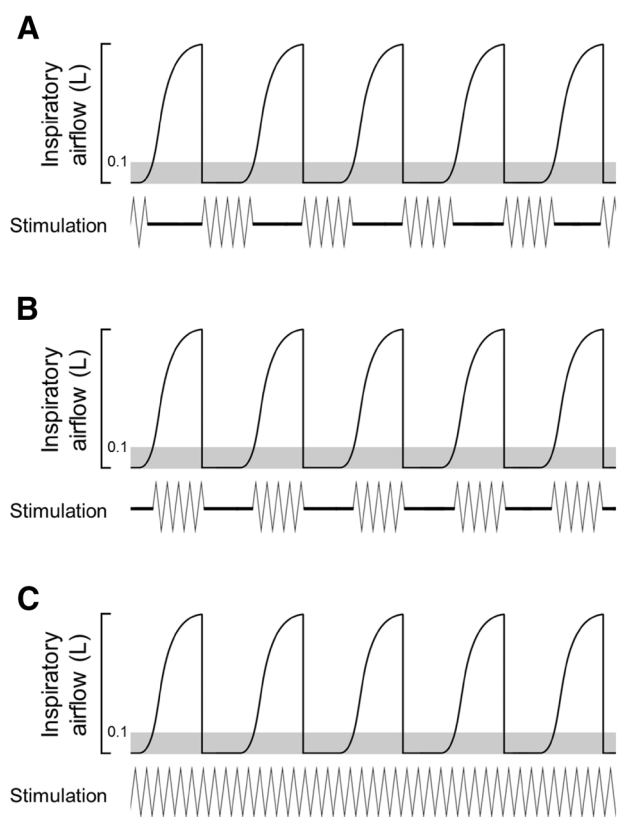 A
Inspiratory
airflow (L)
0.1
Stimulation
B
Inspiratory
airflow (L)
0.1
Stimulation
C
Inspiratory
airflow (L)
0.1
Stimulation